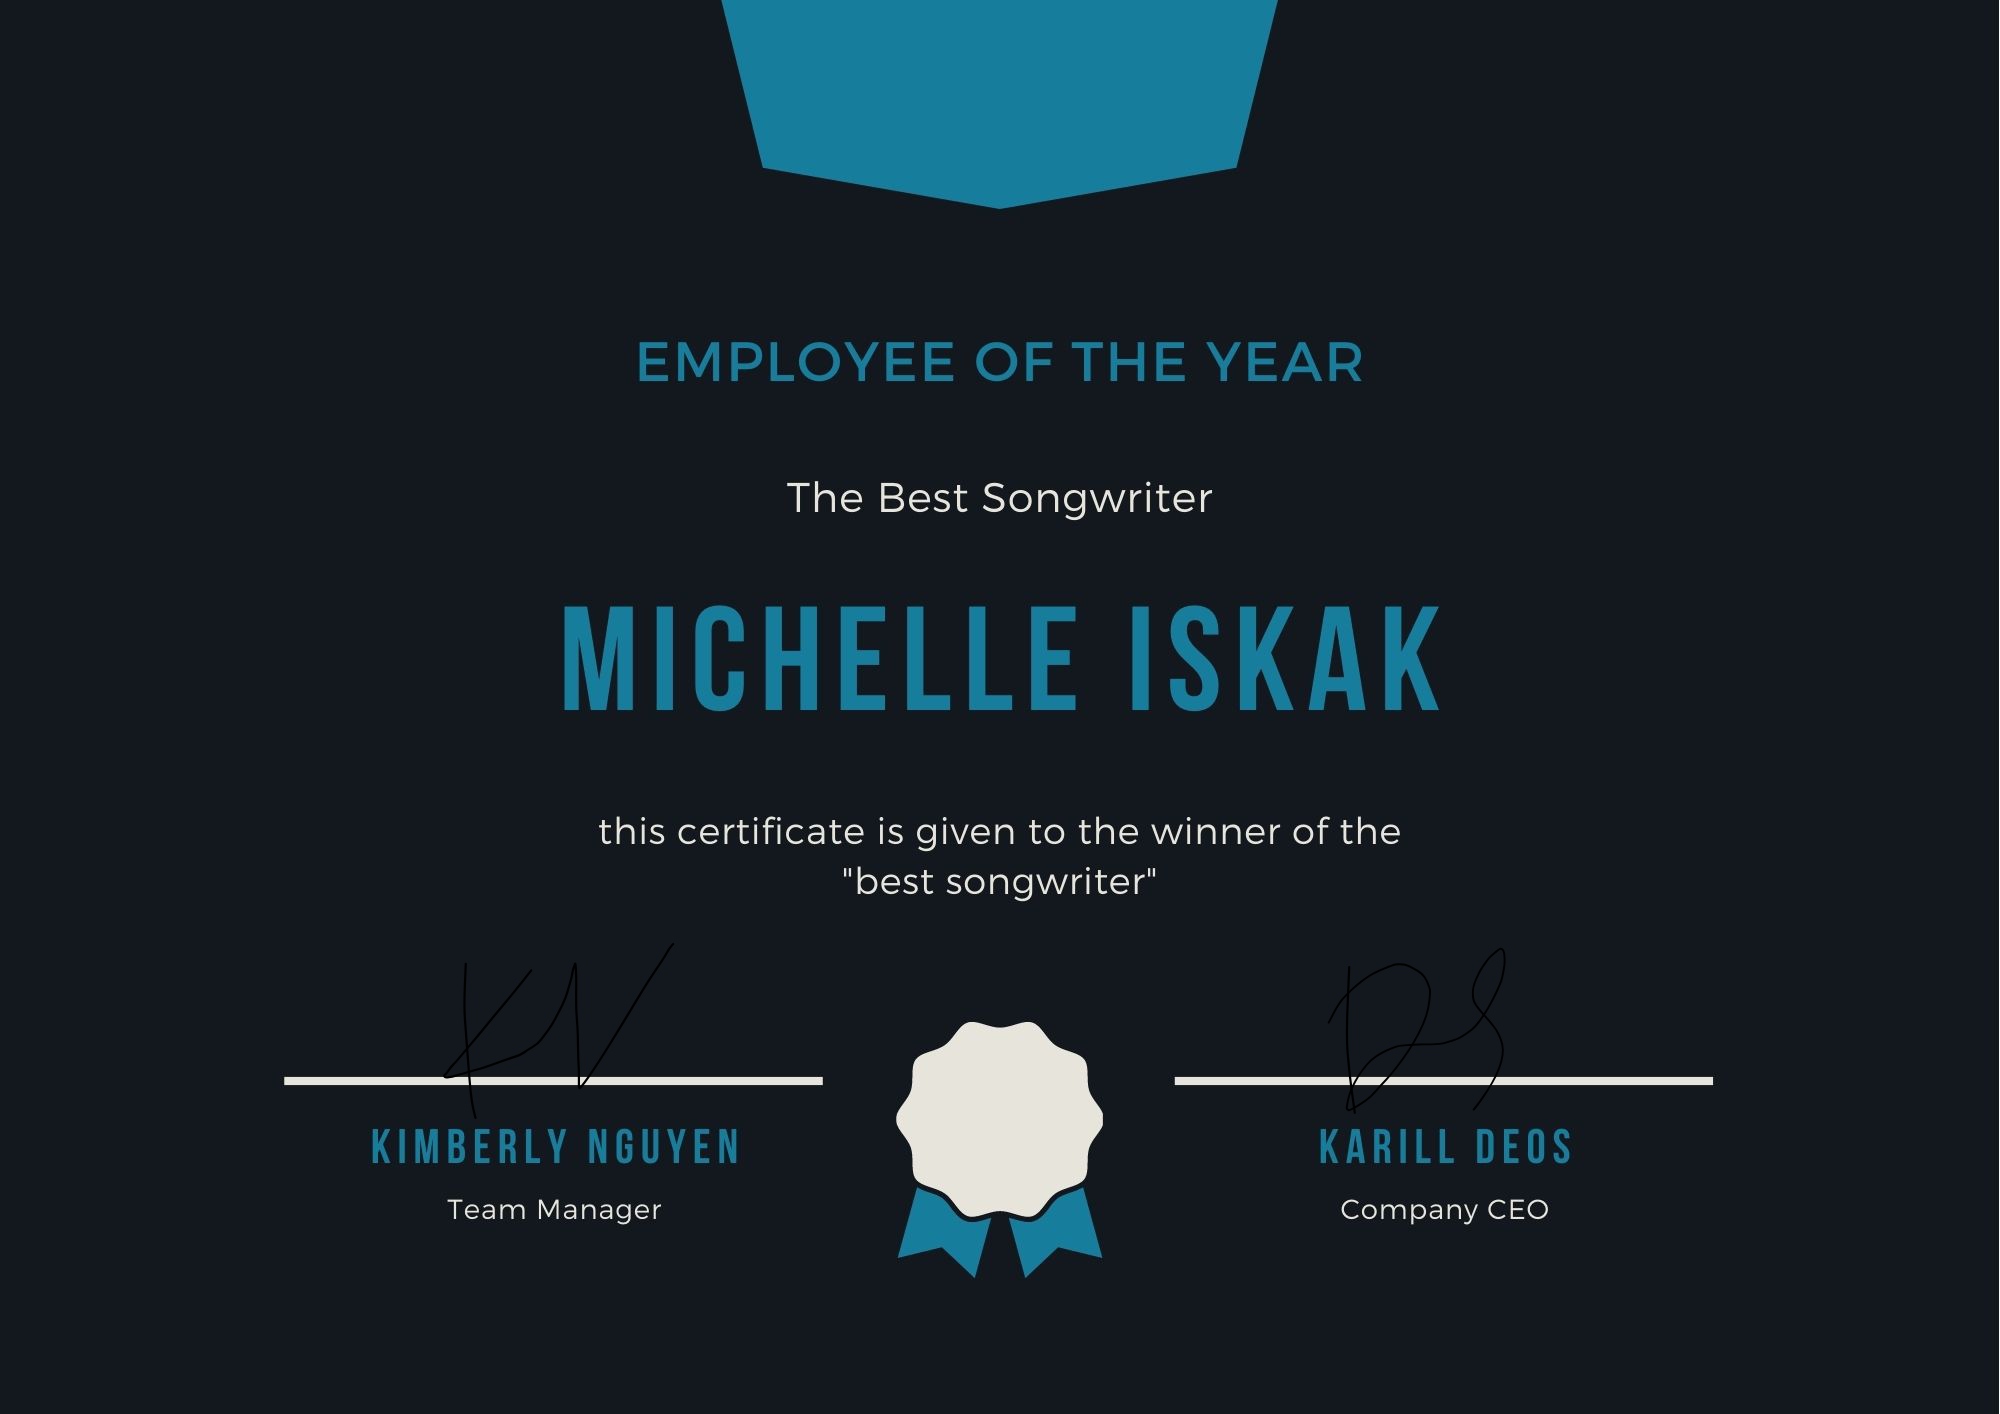 EMPLOYEE OF THE YEAR
The Best Songwriter
MICHELLE ISKAK
this certificate is given to the winner of the
"best songwriter"
KIMBERLY NGUYEN
Team Manager
KARILL DEOS
Company CEO